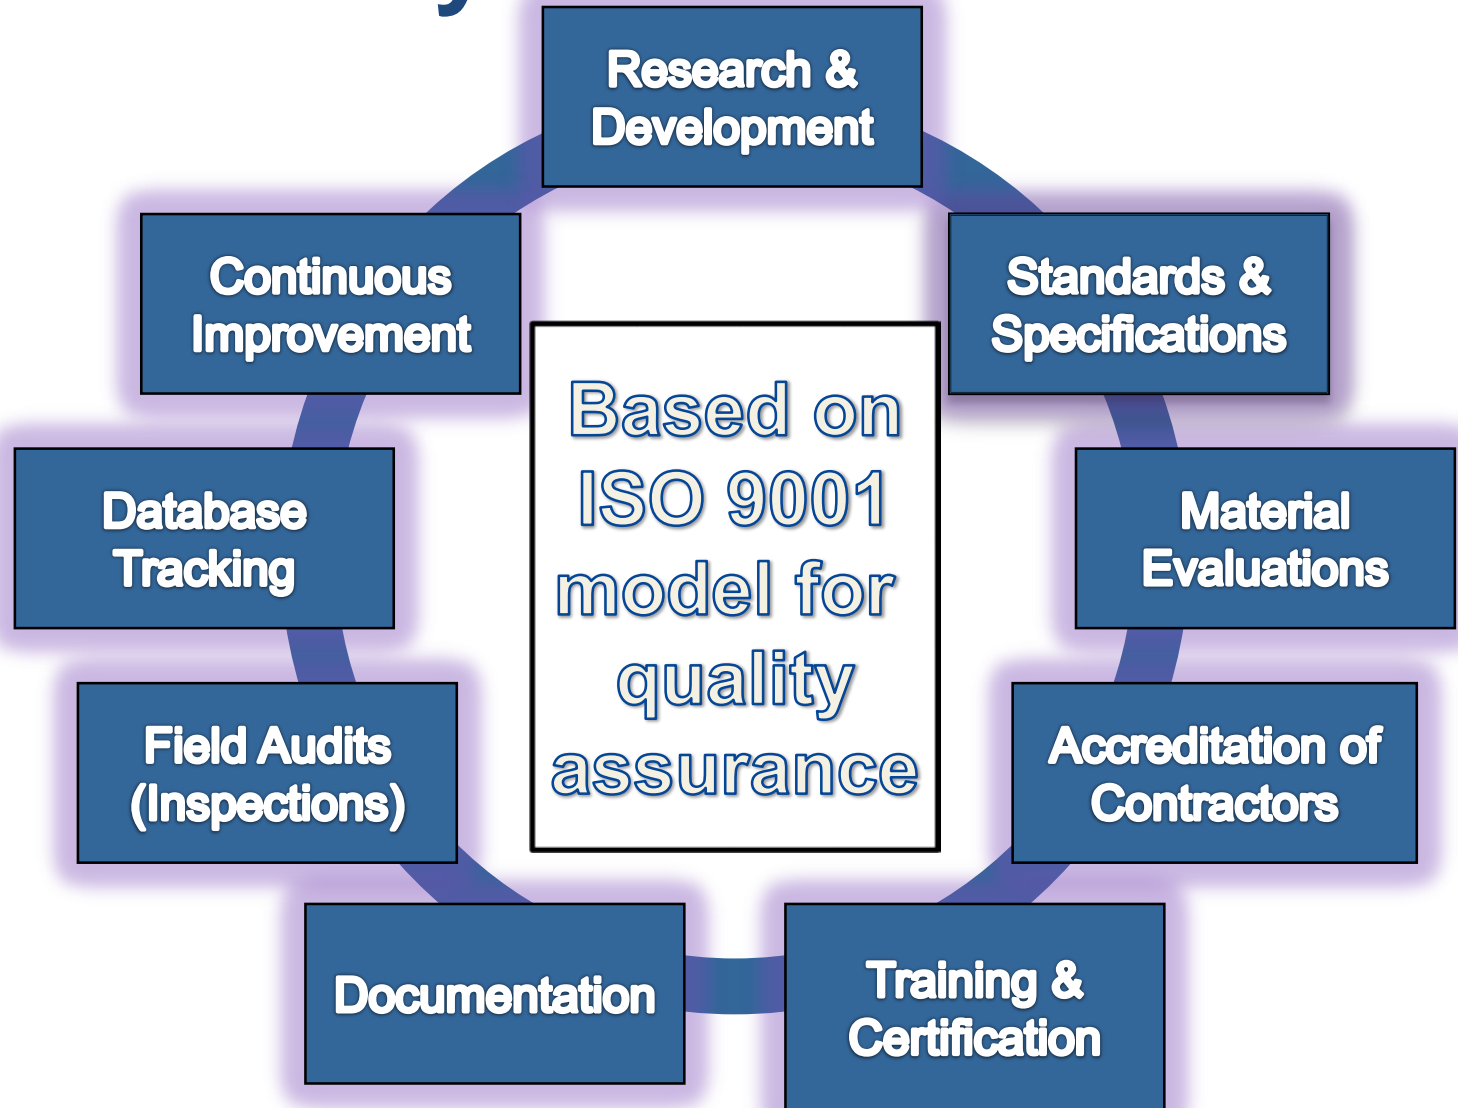 Research &
Development
Standards &
Specifications
Material
Evaluations
Accreditation of
Contractors
Training &
Certification
Documentation
Field Audits
(Inspections)
Database
Tracking
Continuous
Improvement
Based on
ISO 9001
model for
quality
assurance